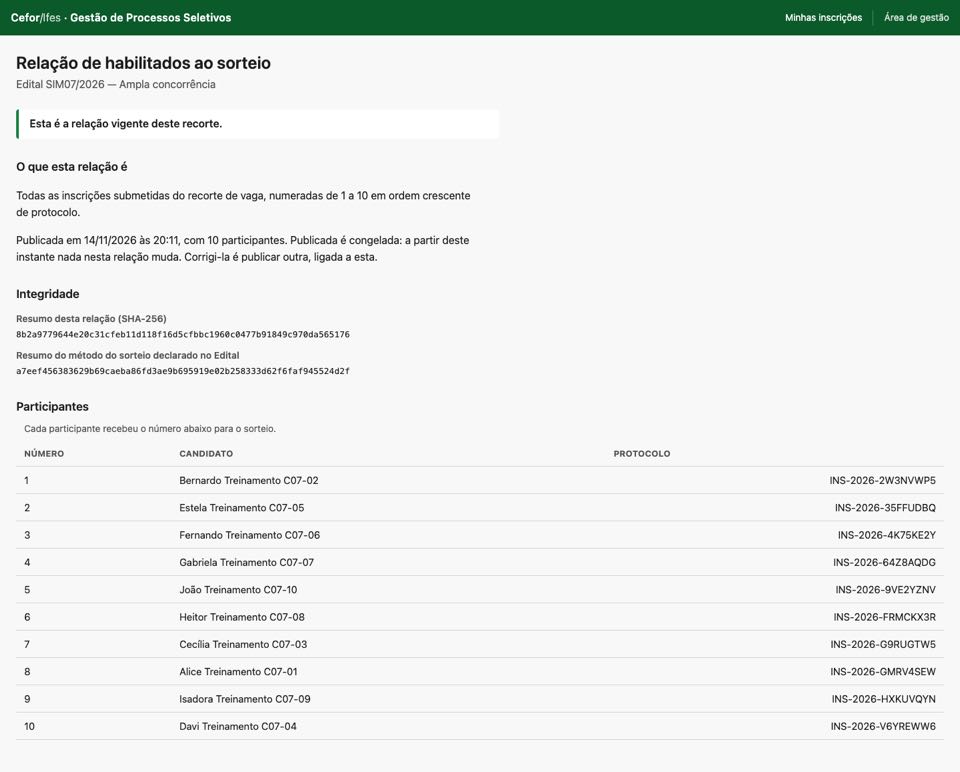 Cefor/Ifes · Gestão de Processos Seletivos
Minhas inscrições
Área de gestão
Relação de habilitados ao sorteio
Edital SIM07/2026 — Ampla concorrência
Esta é a relação vigente deste recorte.
O que esta relação é
Todas as inscrições submetidas do recorte de vaga, numeradas de 1 a 10 em ordem crescente
de protocolo.
Publicada em 14/11/2026 às 20:11, com 10 participantes. Publicada é congelada: a partir deste
instante nada nesta relação muda. Corrigi-la é publicar outra, ligada a esta.
Integridade
Resumo desta relação (SHA-256)
8b2a9779644e20c31cfeb11d118f16d5cfbbc1960c0477b91849c970da565176
Resumo do método do sorteio declarado no Edital
a7eef456383629b69caeba86fd3ae9b695919e02b258333d62f6faf945524d2f
Participantes
Cada participante recebeu o número abaixo para o sorteio.
NÚMERO CANDIDATO PROTOCOLO
1 Bernardo Treinamento C07-02 INS-2026-2W3NVWP5
2 Estela Treinamento C07-05 INS-2026-35FFUDBQ
3 Fernando Treinamento C07-06 INS-2026-4K75KE2Y
4 Gabriela Treinamento C07-07 INS-2026-64Z8AQDG
5 João Treinamento C07-10 INS-2026-9VE2YZNV
6 Heitor Treinamento C07-08 INS-2026-FRMCKX3R
7 Cecília Treinamento C07-03 INS-2026-G9RUGTW5
8 Alice Treinamento C07-01 INS-2026-GMRV4SEW
9 Isadora Treinamento C07-09 INS-2026-HXKUVQYN
10 Davi Treinamento C07-04 INS-2026-V6YREWW6